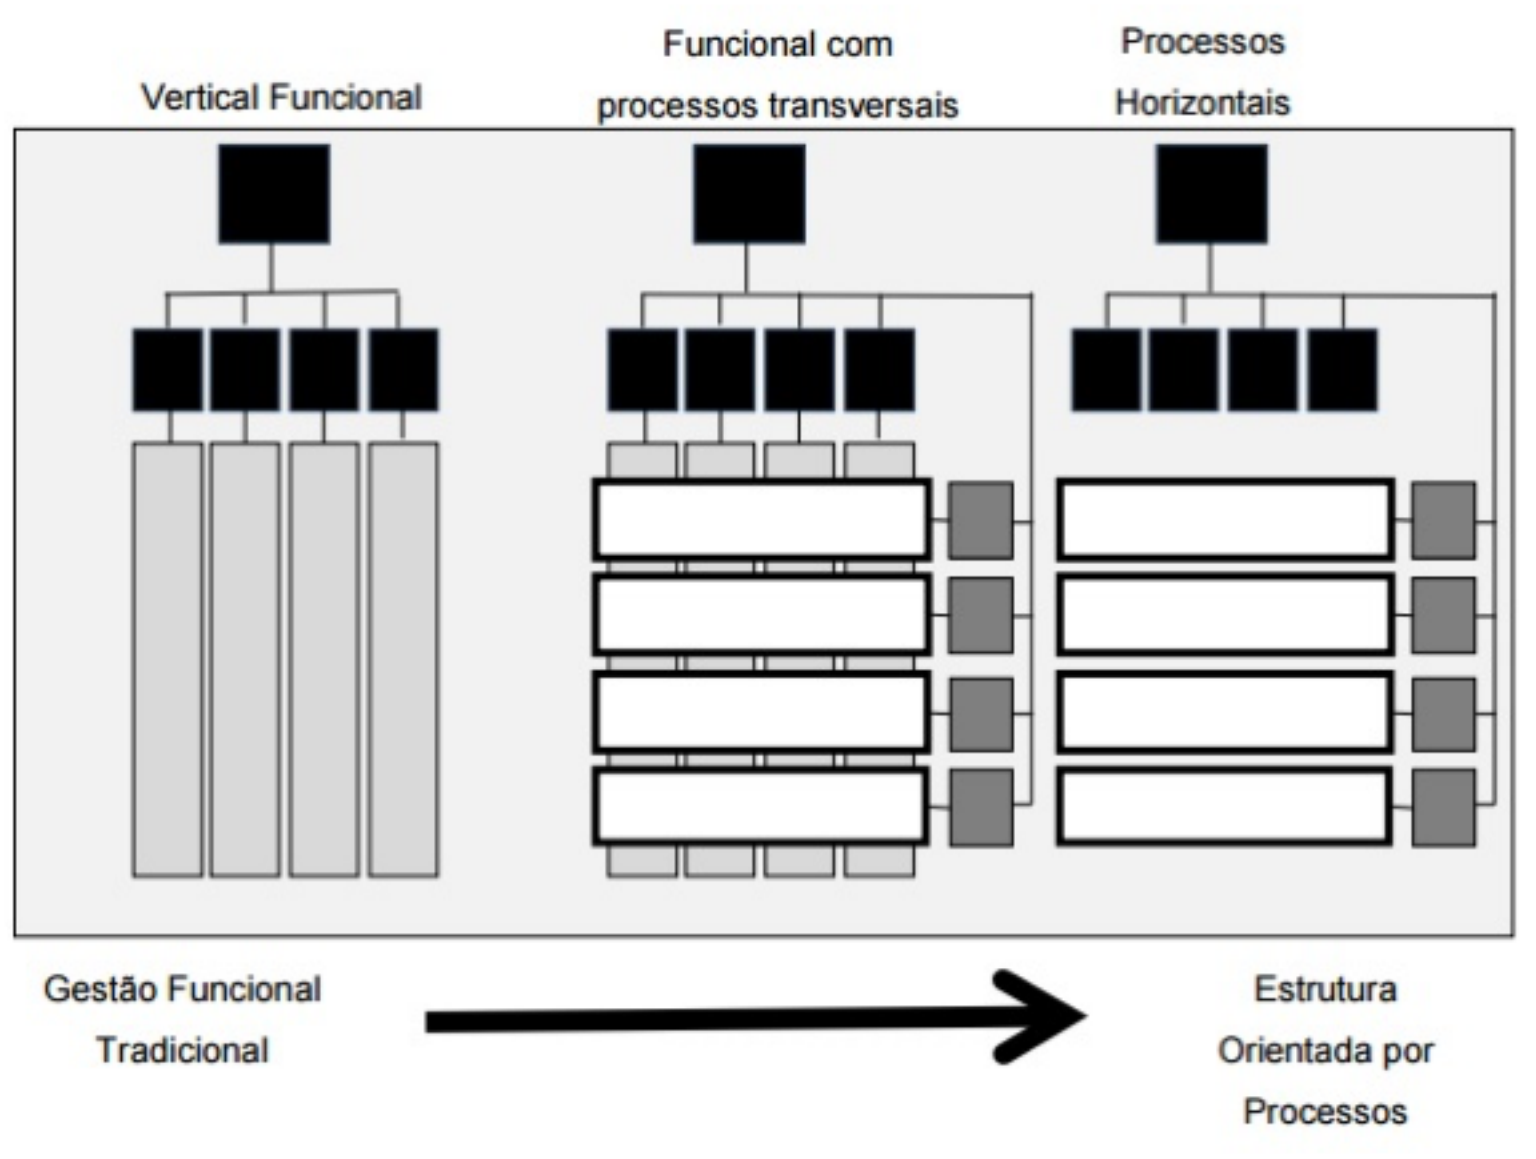 Vertical Funcional
Funcional com
processos transversais
Processos
Horizontais
Gestão Funcional
Tradicional
Estrutura
Orientada por
Processos